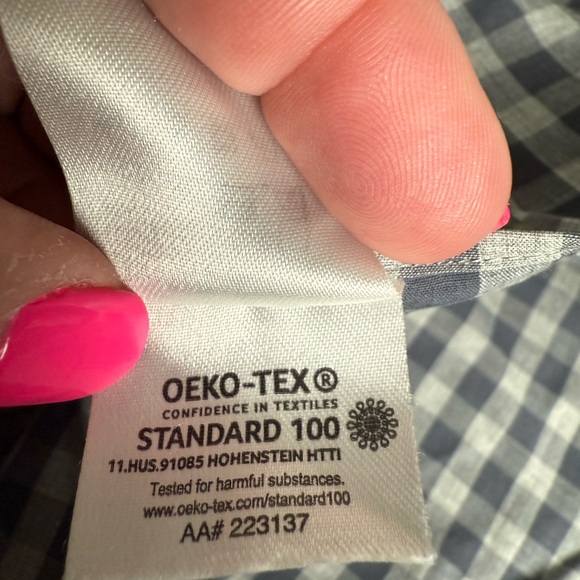 OEKO-TEX®
CONFIDENCE IN TEXTILES
STANDARD 100
11.HUS.91085 HOHENSTEIN HTTI
Tested for harmful substances.
www.oeko-tex.com/standard100
AA# 223137